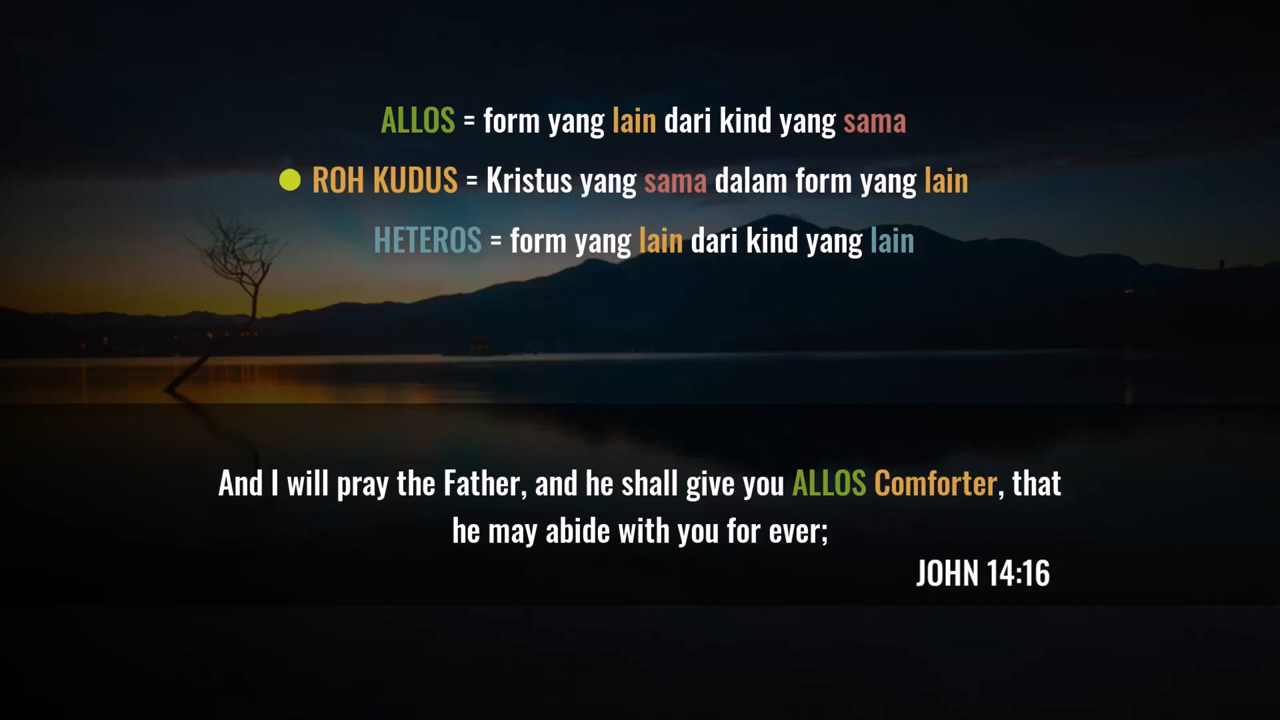 ALLOS = form yang lain dari kind yang sama
ROH KUDUS = Kristus yang sama dalam form yang lain
HETEROS = form yang lain dari kind yang lain
And I will pray the Father, and he shall give you ALLOS Comforter, that
he may abide with you for ever;
JOHN 14:16